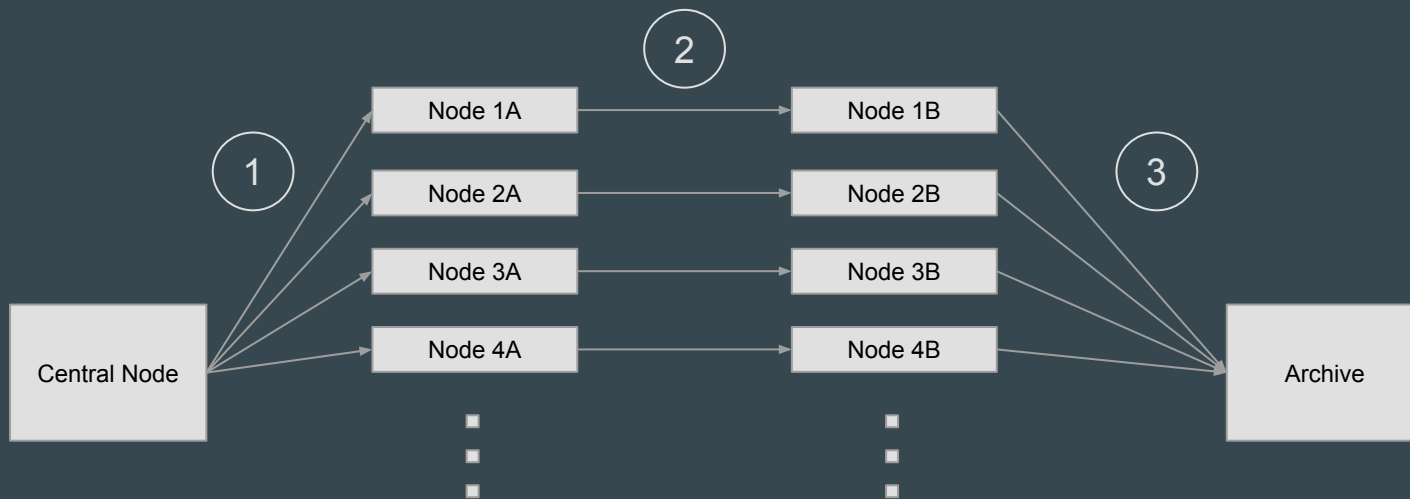 2
Node 1A
Node 1B
1
3
Node 2A
Node 2B
Node 3A
Node 3B
Node 4A
Node 4B
Central Node
Archive